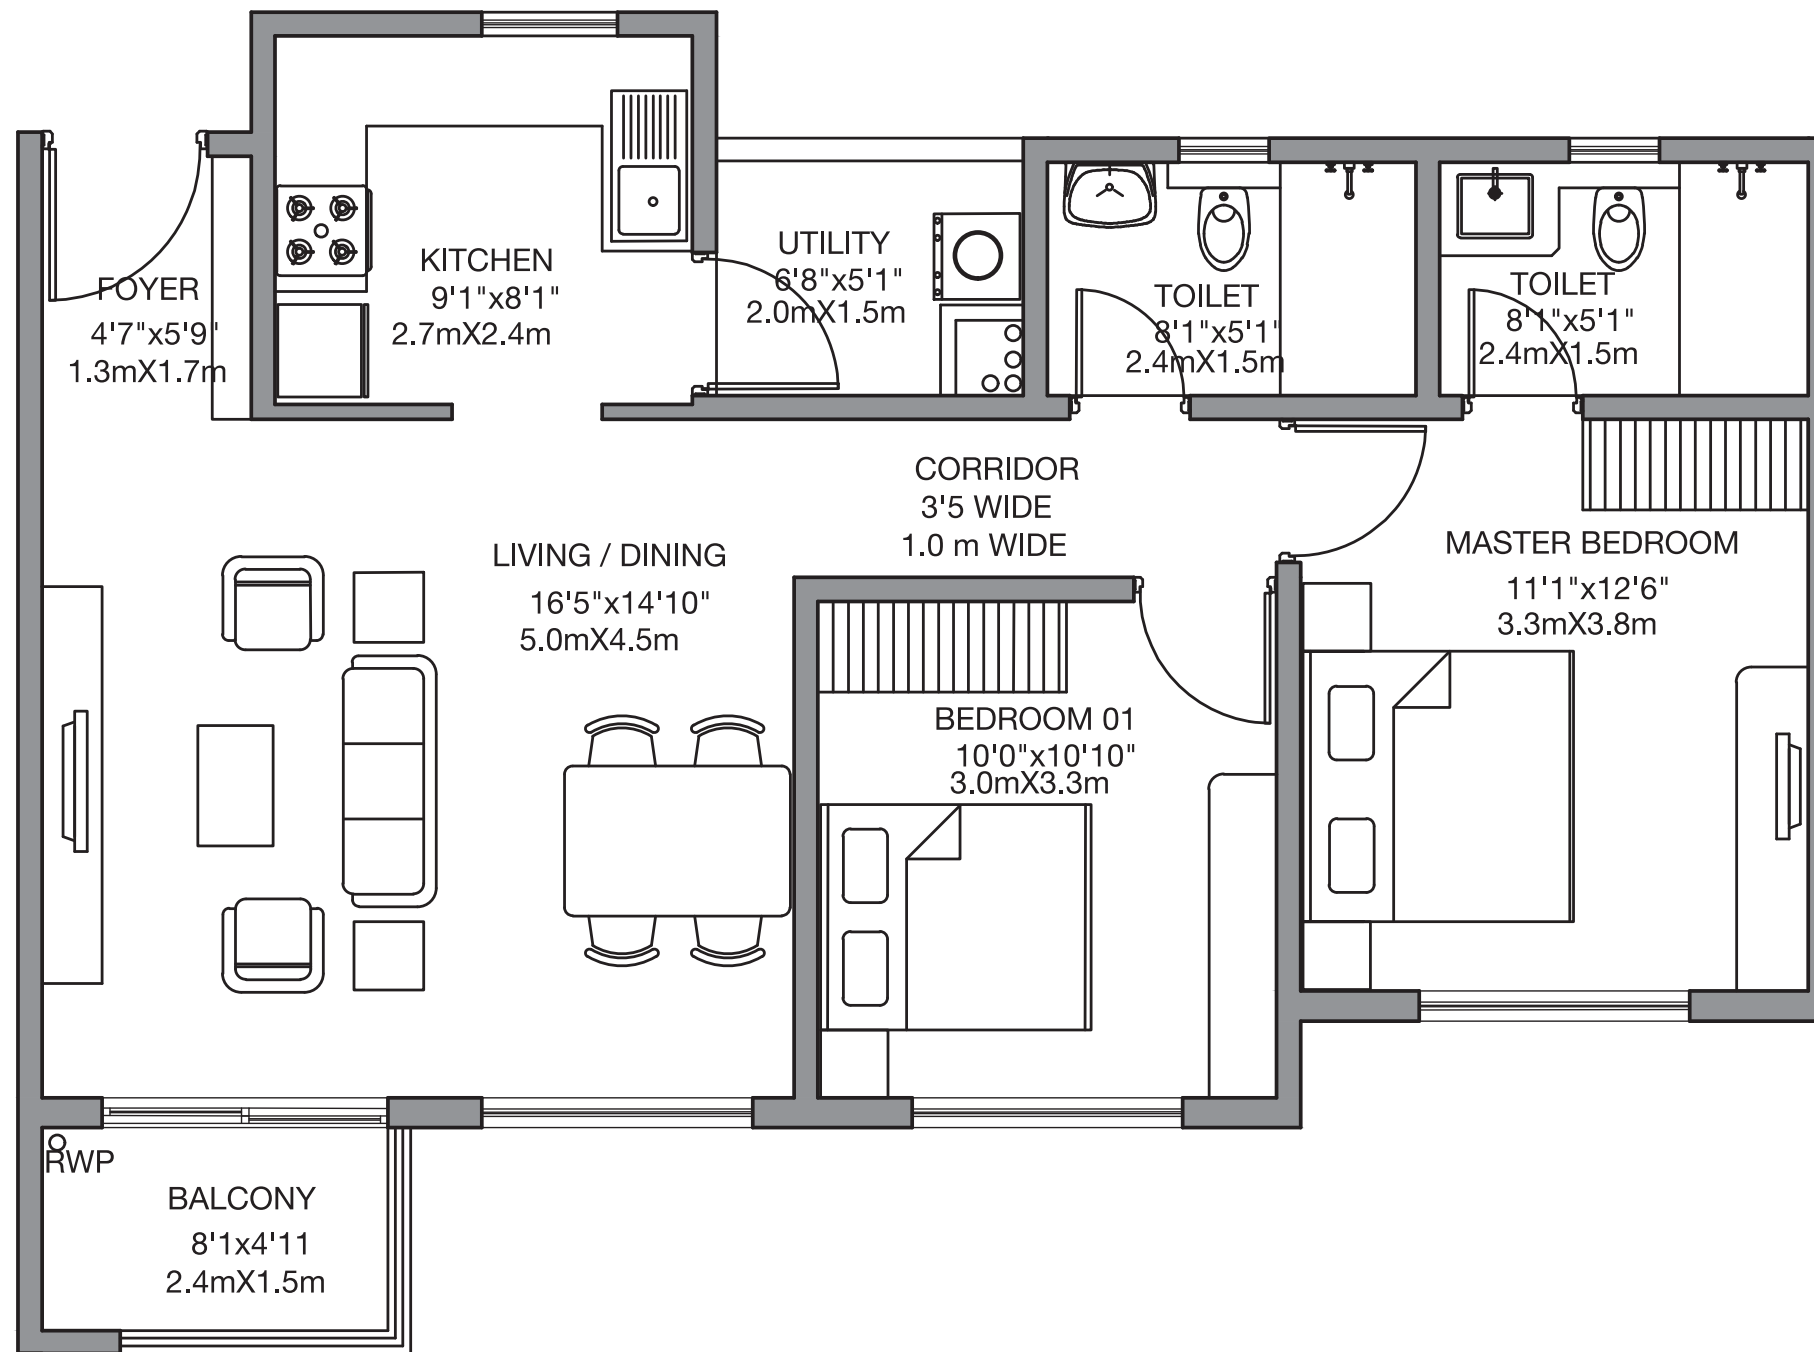 FOYER
4'7"x5'9'
1.3mX1.7m
KITCHEN
9'1"x8'1"
2.7mX2.4m
UTILITY
6'8"x5'1"
2.0mX1.5m
TOILET
8'1"x5'1"
2.4mX1.5m
TOILET
8'1"x5'1"
2.4mX1.5m
CORRIDOR
3'5 WIDE
1.0 m WIDE
LIVING / DINING
16'5"x14'10"
5.0mX4.5m
MASTER BEDROOM
11'1"x12'6"
3.3mX3.8m
BEDROOM 01
10'0"x10'10"
3.0mX3.3m
RWP
BALCONY
8'1x4'11
2.4mX1.5m